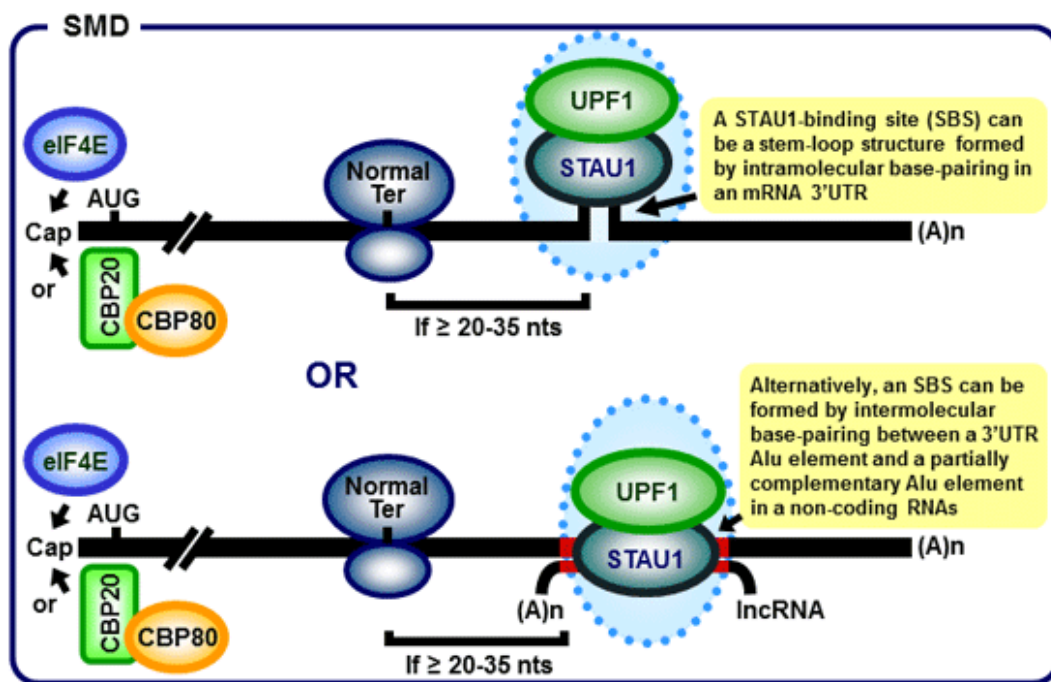 SMD
UPF1
STAU1
A STAU1-binding site (SBS) can
be a stem-loop structure formed
by intramolecular base-pairing in
an mRNA 3'UTR
eIF4E
AUG
Normal
Ter
Cap
(A)n
or
CBP20
CBP80
If ≥ 20-35 nts
OR
Alternatively, an SBS can be
formed by intermolecular
base-pairing between a 3'UTR
Alu element and a partially
complementary Alu element
in a non-coding RNAs
eIF4E
AUG
Normal
Ter
UPF1
STAU1
Cap
(A)n
or
CBP20
CBP80
(A)n
lncRNA
If ≥ 20-35 nts